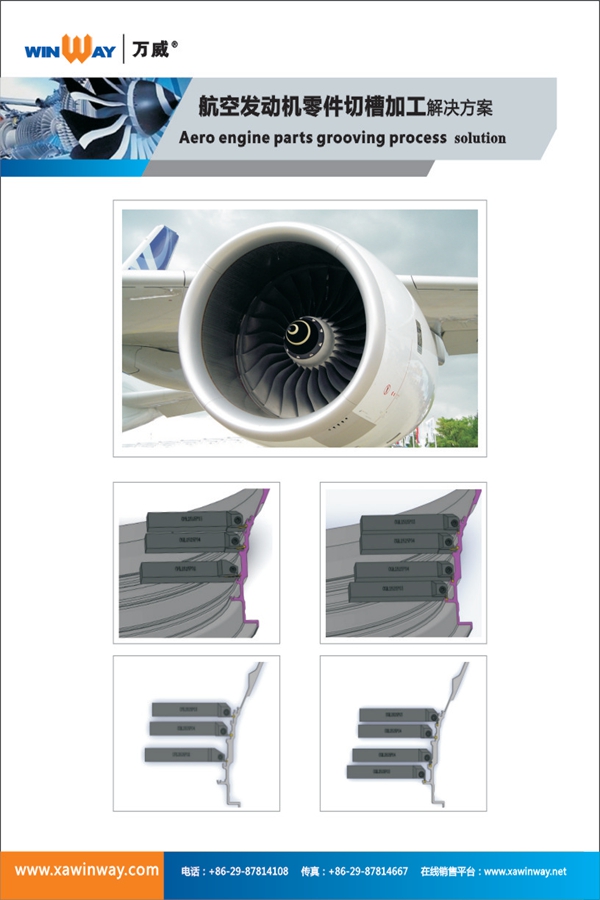 WINWAY 万威®
航空发动机零件切槽加工解决方案
Aero engine parts grooving process solution
www.xawinway.com 电话：+86-29-87814108 传真：+86-29-87814667 在线销售平台：www.winway.net